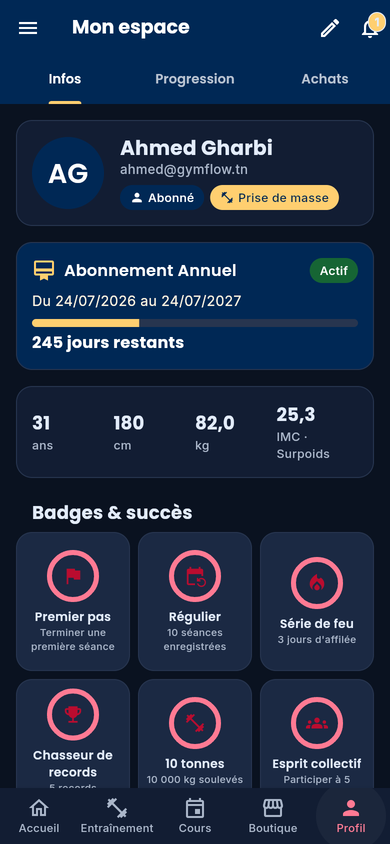 Mon espace
1
Infos
Progression
Achats
AG
Ahmed Gharbi
ahmed@gymflow.tn
Abonné
Prise de masse
Abonnement Annuel
Actif
Du 24/07/2026 au 24/07/2027
245 jours restants
31
ans
180
cm
82,0
kg
25,3
IMC ·
Surpoids
Badges & succès
Premier pas
Terminer une
première séance
Régulier
10 séances
enregistrées
Série de feu
3 jours d'affilée
Chasseur de
records
5 records
10 tonnes
10 000 kg soulevés
Esprit collectif
Participer à 5
Accueil
Entraînement
Cours
Boutique
Profil